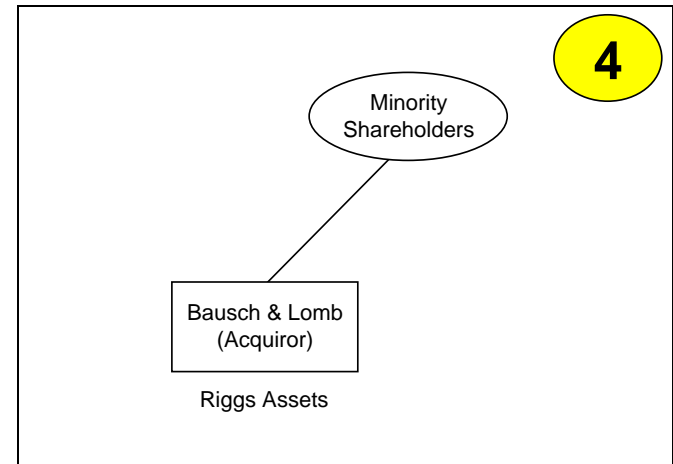 4
Minority
Shareholders
Bausch & Lomb
(Acquiror)
Riggs Assets